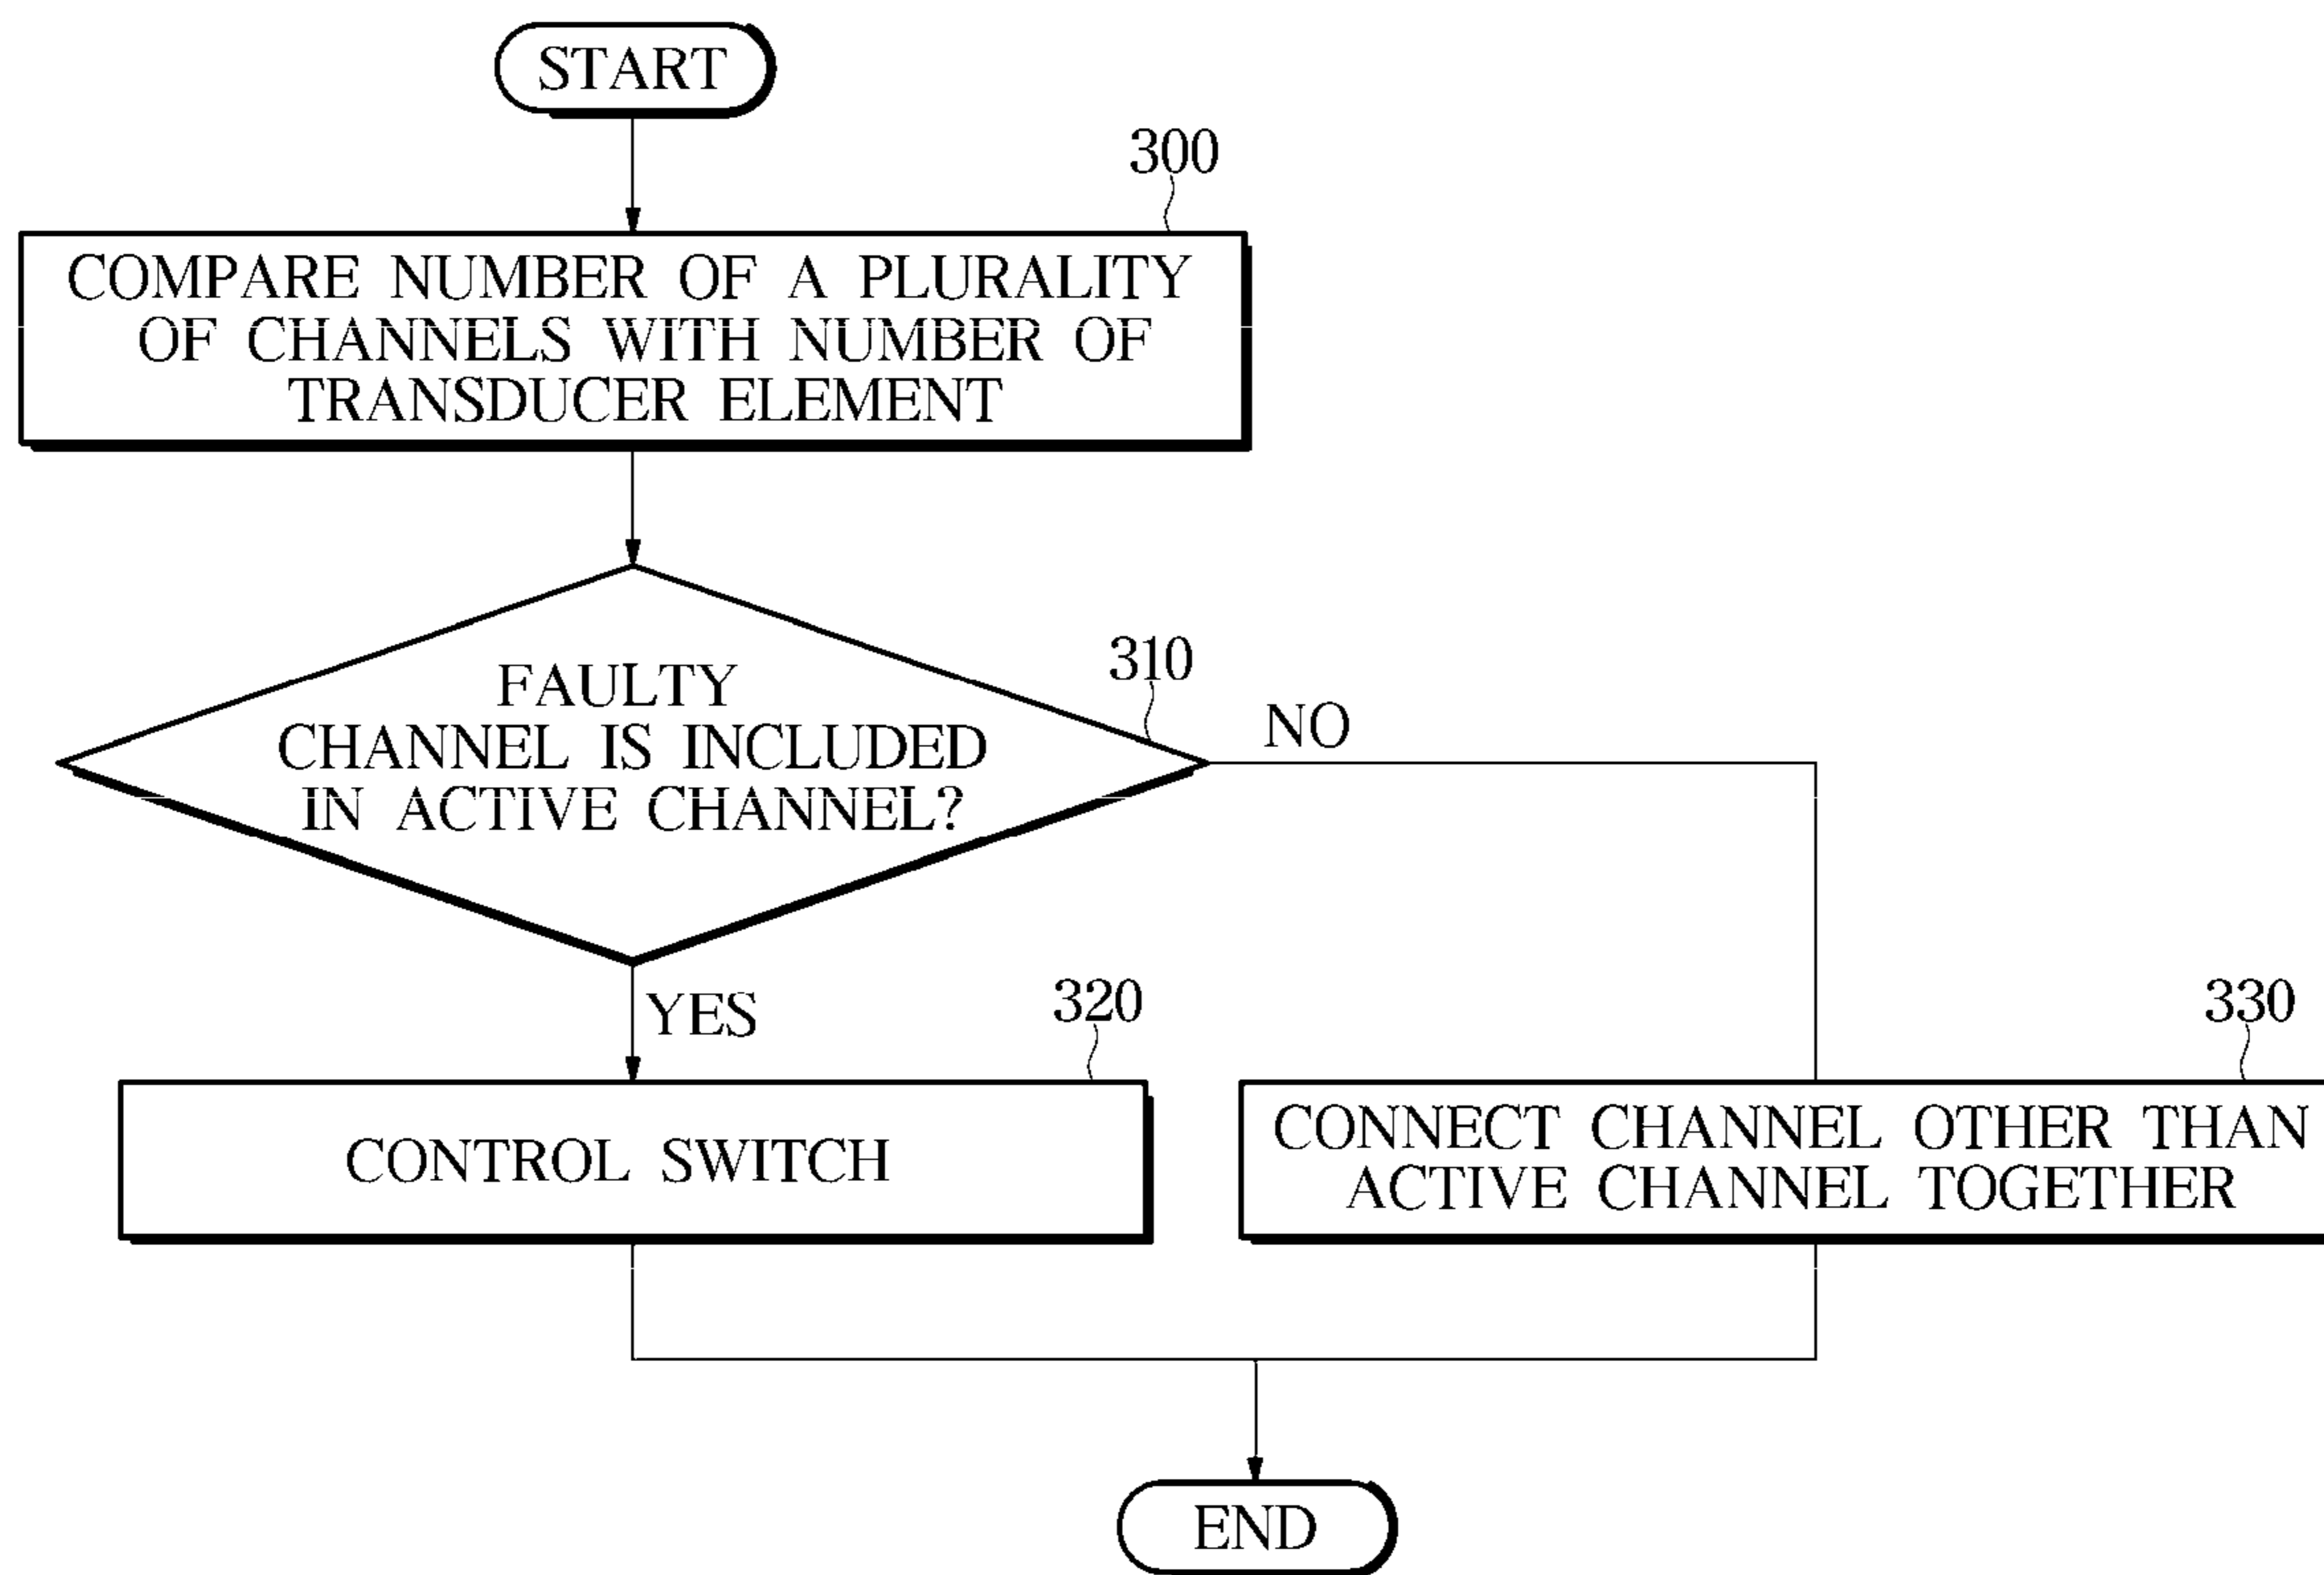 START
300
COMPARE NUMBER OF A PLURALITY
OF CHANNELS WITH NUMBER OF
TRANSDUCER ELEMENT
310
FAULTY
CHANNEL IS INCLUDED
IN ACTIVE CHANNEL?
NO
YES
320
CONTROL SWITCH
330
CONNECT CHANNEL OTHER THAN
ACTIVE CHANNEL TOGETHER
END